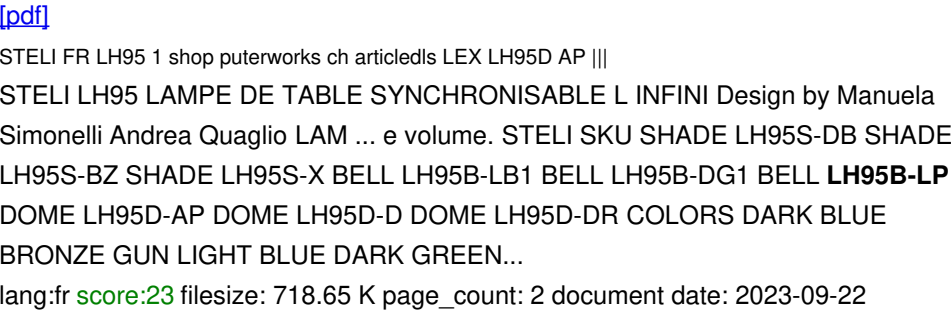 [pdf]
STELI FR LH95 1 shop puterworks ch articledls LEX LH95D AP |||
STELI LH95 LAMPE DE TABLE SYNCHRONISABLE L INFINI Design by Manuela
Simonelli Andrea Quaglio LAM ... e volume. STELI SKU SHADE LH95S-DB SHADE
LH95S-BZ SHADE LH95S-X BELL LH95B-LB1 BELL LH95B-DG1 BELL LH95B-LP
DOME LH95D-AP DOME LH95D-D DOME LH95D-DR COLORS DARK BLUE
BRONZE GUN LIGHT BLUE DARK GREEN...
lang:fr score:23 filesize: 718.65 K page_count: 2 document date: 2023-09-22